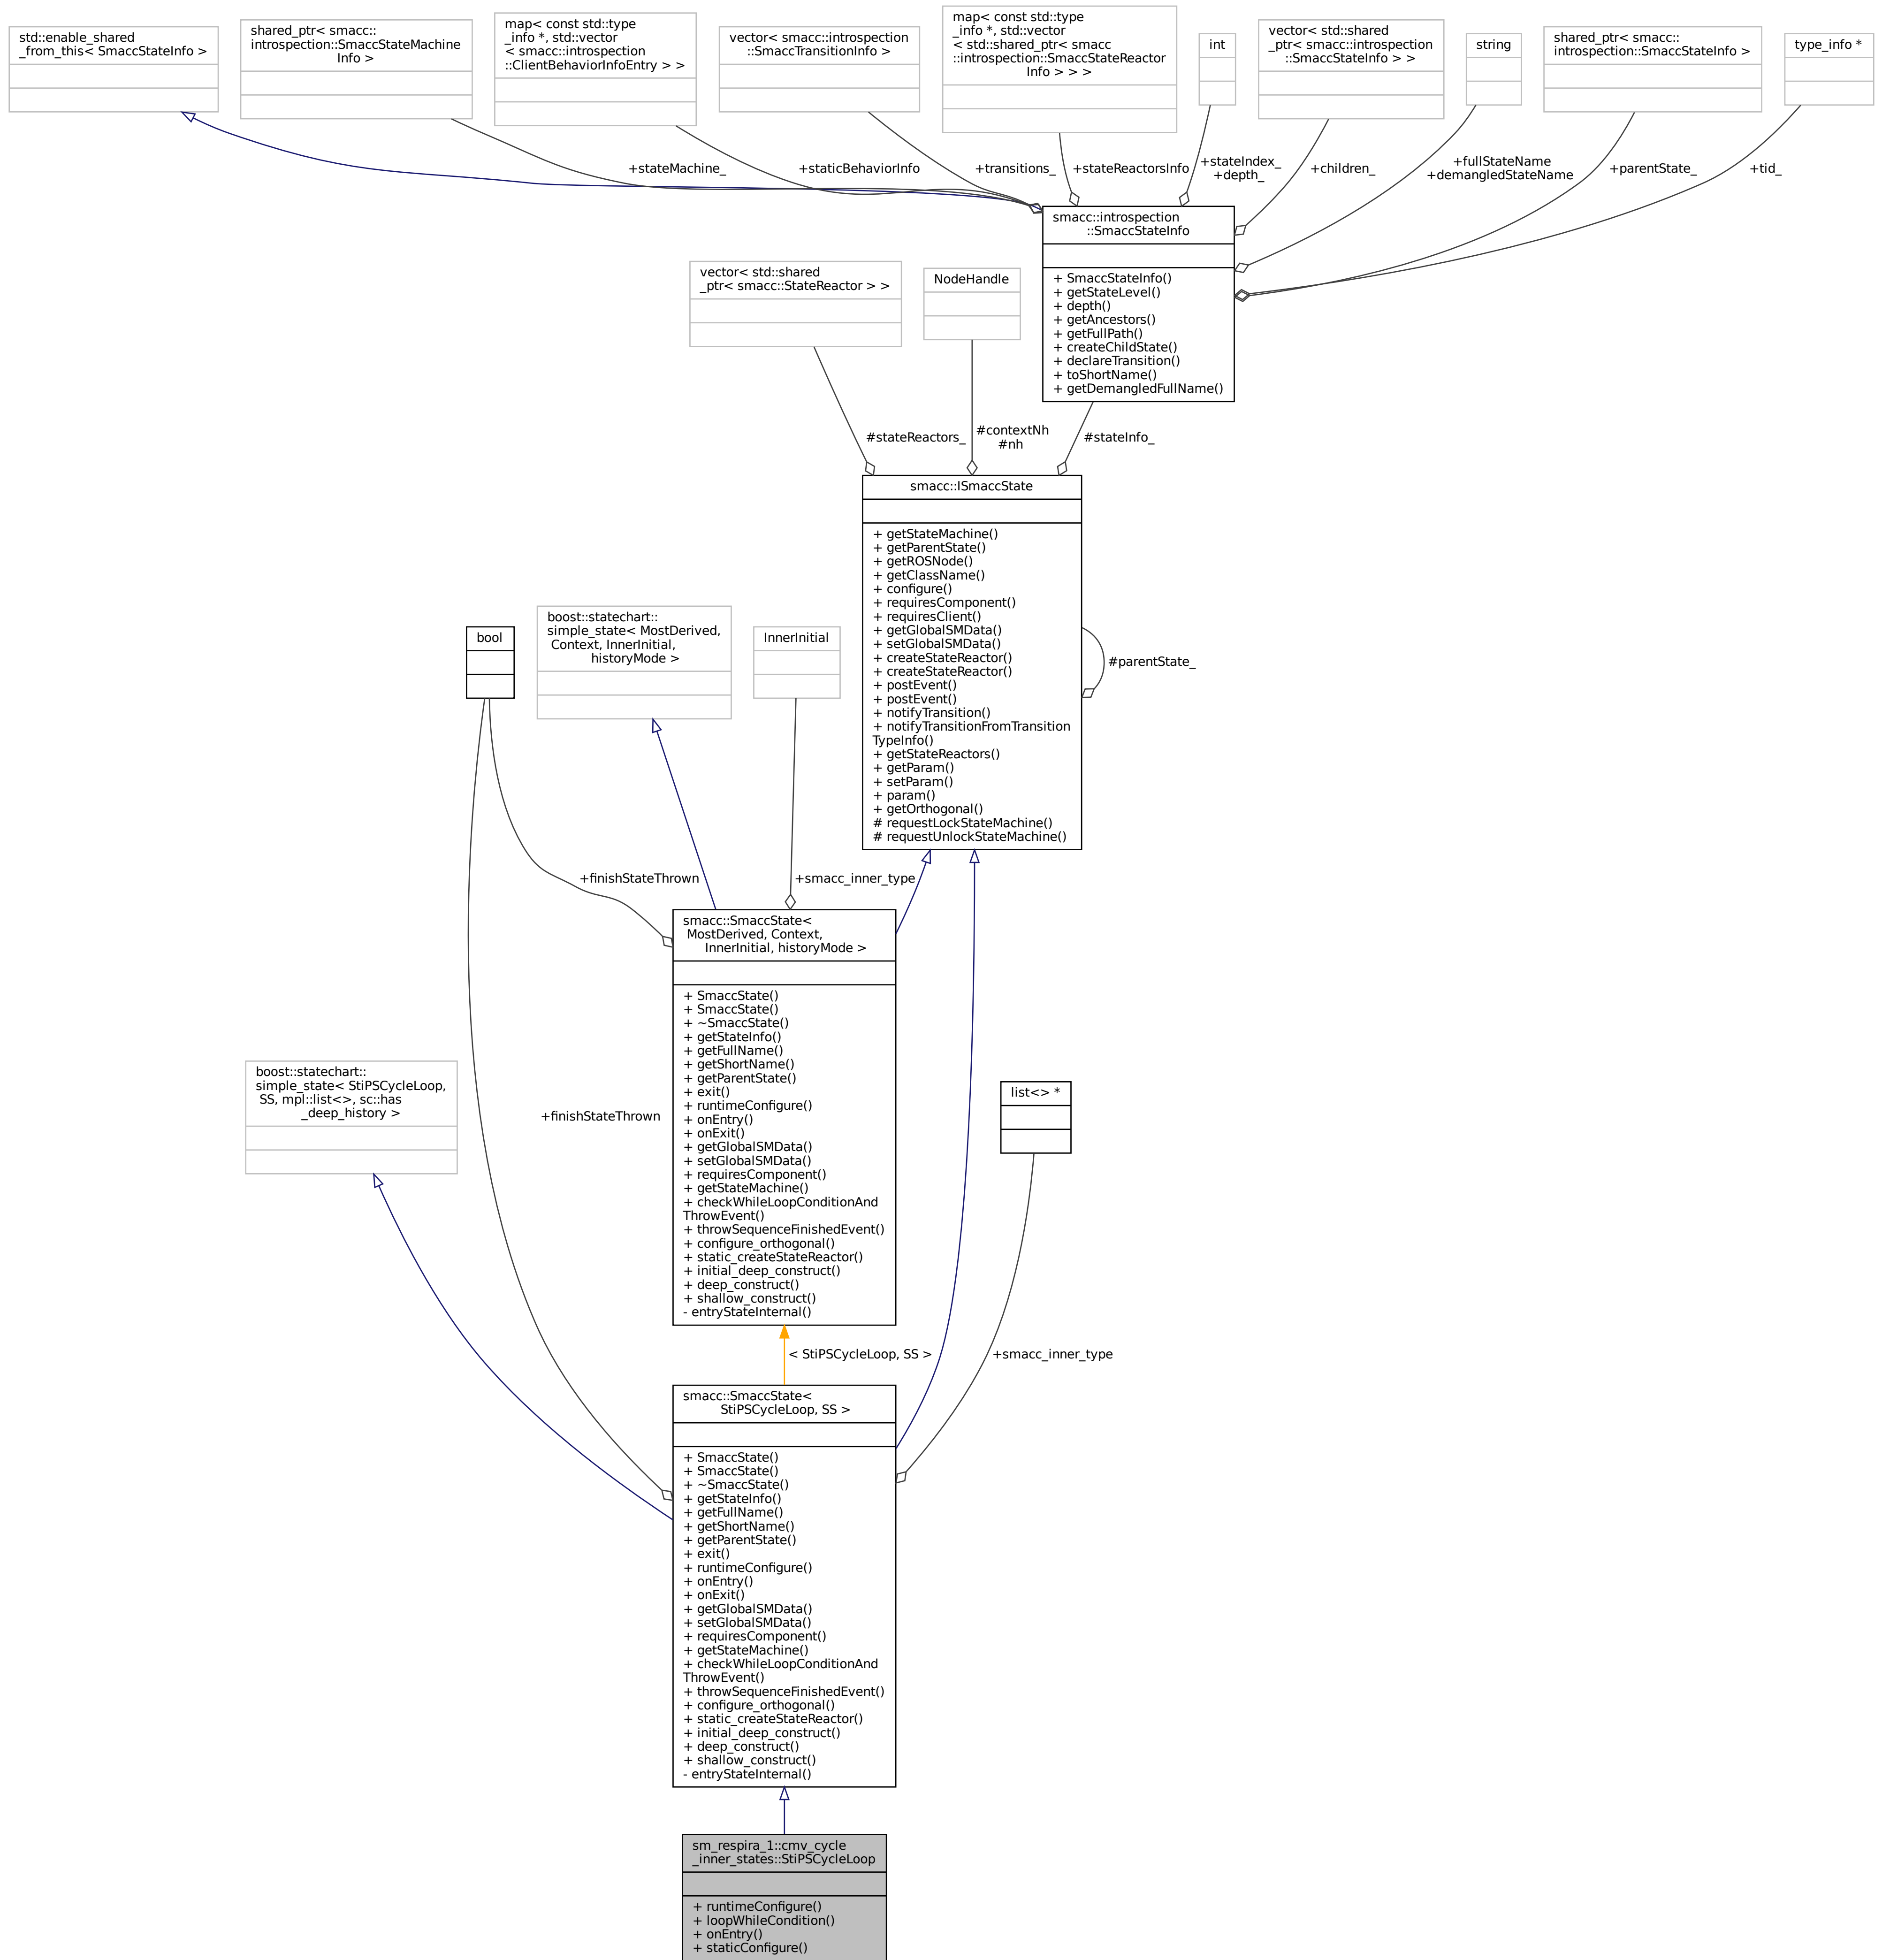 std::enable_shared
_from_this< SmaccStateInfo >
shared_ptr< smacc::
introspection::SmaccStateMachine
Info >
map< const std::type
_info *, std::vector
< smacc::introspection
::ClientBehaviorInfoEntry > >
vector< smacc::introspection
::SmaccTransitionInfo >
map< const std::type
_info *, std::vector
< std::shared_ptr< smacc
::introspection::SmaccStateReactor
Info > > >
int
vector< std::shared
_ptr< smacc::introspection
::SmaccStateInfo > >
string
shared_ptr< smacc::
introspection::SmaccStateInfo >
type_info *
+stateMachine_
+staticBehaviorInfo
+transitions_
+stateReactorsInfo
+stateIndex_
+depth_
+children_
+fullStateName
+demangledStateName
+parentState_
+tid_
smacc::introspection
::SmaccStateInfo
+ SmaccStateInfo()
+ getStateLevel()
+ depth()
+ getAncestors()
+ getFullPath()
+ createChildState()
+ declareTransition()
+ toShortName()
+ getDemangledFullName()
vector< std::shared
_ptr< smacc::StateReactor > >
NodeHandle
#stateReactors_
#contextNh
#nh
#stateInfo_
smacc::ISmaccState
+ getStateMachine()
+ getParentState()
+ getROSNode()
+ getClassName()
+ configure()
+ requiresComponent()
+ requiresClient()
+ getGlobalSMData()
+ setGlobalSMData()
+ createStateReactor()
+ createStateReactor()
+ postEvent()
+ postEvent()
+ notifyTransition()
+ notifyTransitionFromTransition
TypeInfo()
+ getStateReactors()
+ getParam()
+ setParam()
+ param()
+ getOrthogonal()
# requestLockStateMachine()
# requestUnlockStateMachine()
#parentState_
bool
boost::statechart::
simple_state< MostDerived,
Context, InnerInitial,
historyMode >
InnerInitial
+finishStateThrown
+smacc_inner_type
smacc::SmaccState<
MostDerived, Context,
InnerInitial, historyMode >
+ SmaccState()
+ SmaccState()
+ ~SmaccState()
+ getStateInfo()
+ getFullName()
+ getShortName()
+ getParentState()
+ exit()
+ runtimeConfigure()
+ onEntry()
+ onExit()
+ getGlobalSMData()
+ setGlobalSMData()
+ requiresComponent()
+ getStateMachine()
+ checkWhileLoopConditionAnd
ThrowEvent()
+ throwSequenceFinishedEvent()
+ configure_orthogonal()
+ static_createStateReactor()
+ initial_deep_construct()
+ deep_construct()
+ shallow_construct()
- entryStateInternal()
boost::statechart::
simple_state< StiPSCycleLoop,
SS, mpl::list<>, sc::has
_deep_history >
+finishStateThrown
list<> *
< StiPSCycleLoop, SS >
+smacc_inner_type
smacc::SmaccState<
StiPSCycleLoop, SS >
+ SmaccState()
+ SmaccState()
+ ~SmaccState()
+ getStateInfo()
+ getFullName()
+ getShortName()
+ getParentState()
+ exit()
+ runtimeConfigure()
+ onEntry()
+ onExit()
+ getGlobalSMData()
+ setGlobalSMData()
+ requiresComponent()
+ getStateMachine()
+ checkWhileLoopConditionAnd
ThrowEvent()
+ throwSequenceFinishedEvent()
+ configure_orthogonal()
+ static_createStateReactor()
+ initial_deep_construct()
+ deep_construct()
+ shallow_construct()
- entryStateInternal()
sm_respira_1::cmv_cycle
_inner_states::StiPSCycleLoop
+ runtimeConfigure()
+ loopWhileCondition()
+ onEntry()
+ staticConfigure()